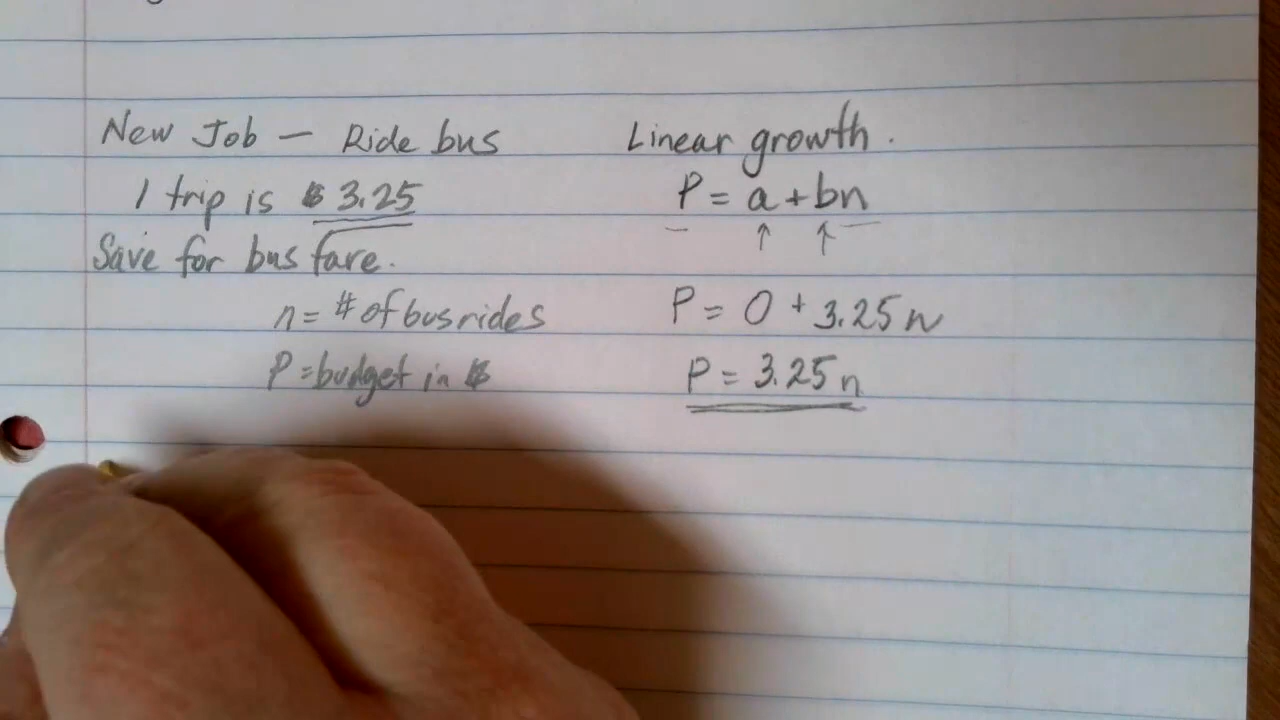 New Job — Ride bus
1 trip is $3.25
Save for bus fare.
n = # of bus rides
P = budget in $
Linear growth.
P = a + bn
↑ ↑
P = 0 + 3.25n
P = 3.25n